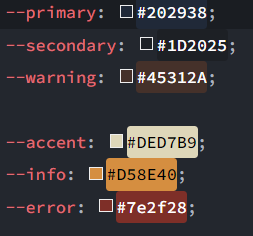 --primary: #202938;
--secondary: #1D2025;
--warning: #45312A;
--accent: #DED7B9;
--info: #D58E40;
--error: #7e2f28;